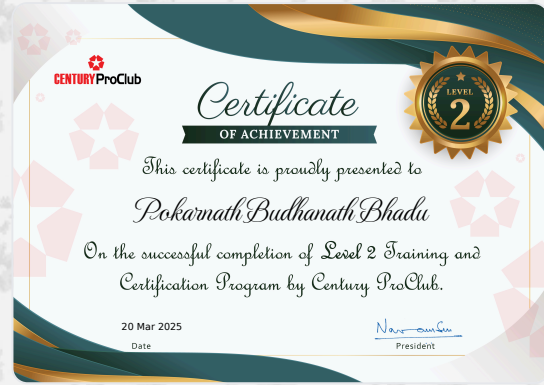 CENTURY ProClub
LEVEL
2
Certificate
OF ACHIEVEMENT
This certificate is proudly presented to
Pokarnath Budhanath Bhadu
On the successful completion of Level 2 Training and
Certification Program by Century ProClub.
20 Mar 2025
Date
President